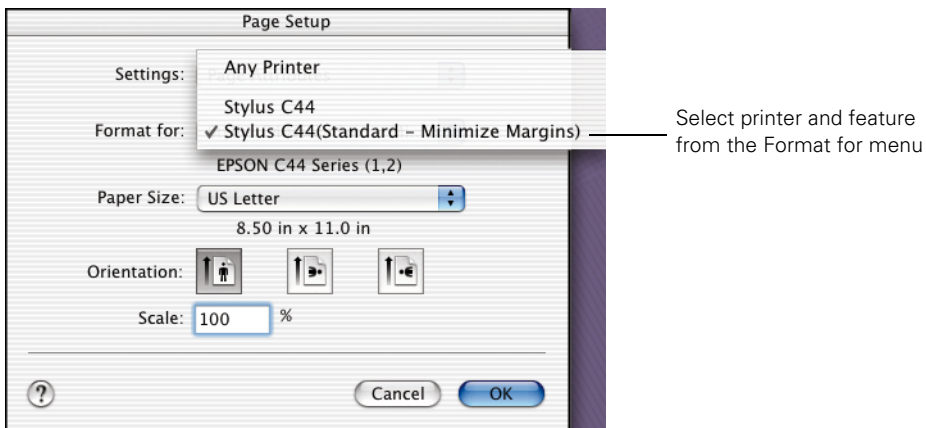 Page Setup
Settings:
Any Printer
Stylus C44
Format for: ✓ Stylus C44(Standard – Minimize Margins)
Select printer and feature
from the Format for menu
EPSON C44 Series (1,2)
Paper Size: US Letter
8.50 in x 11.0 in
Orientation:
Scale: 100 %
? Cancel OK